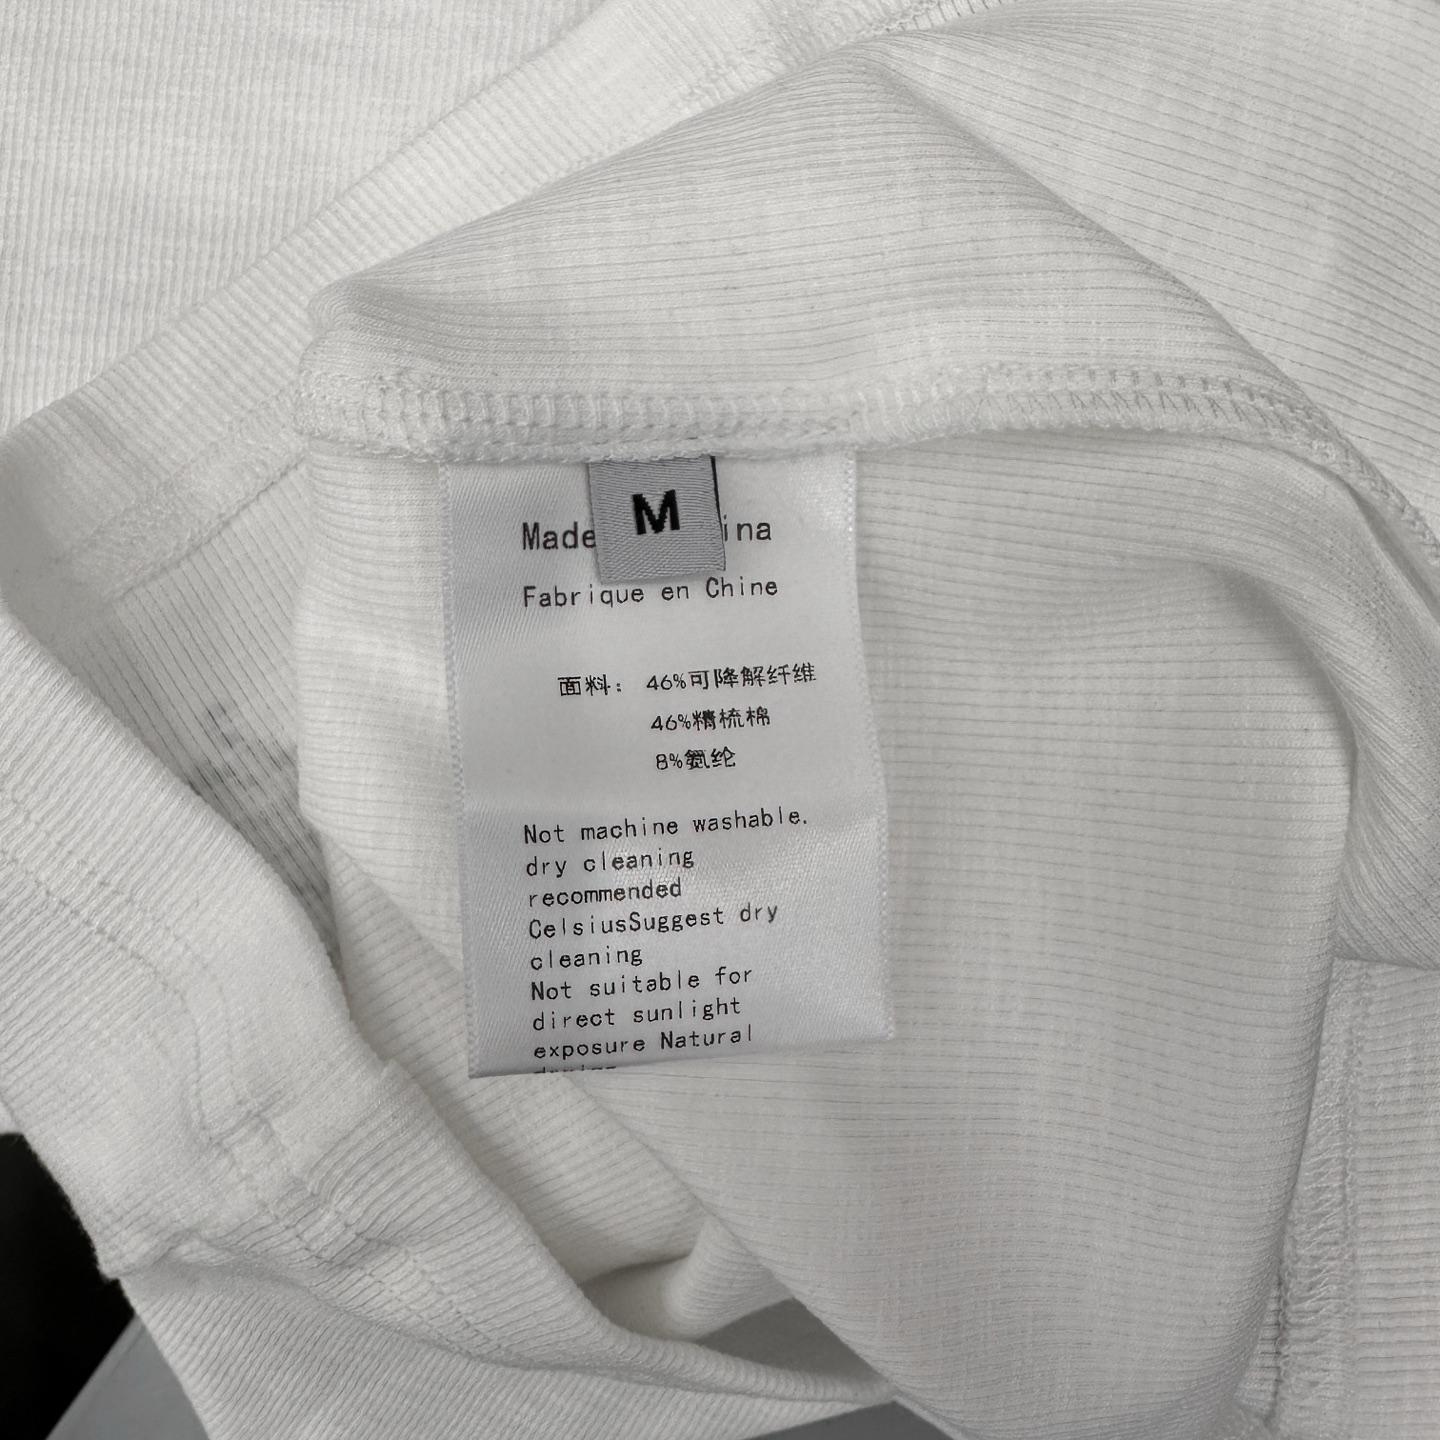 M
Made ina
Fabrique en Chine
面料: 46%可降解纤维
46%精梳棉
8%氨纶
Not machine washable.
dry cleaning
recommended
CelsiusSuggest dry
cleaning
Not suitable for
direct sunlight
exposure Natural